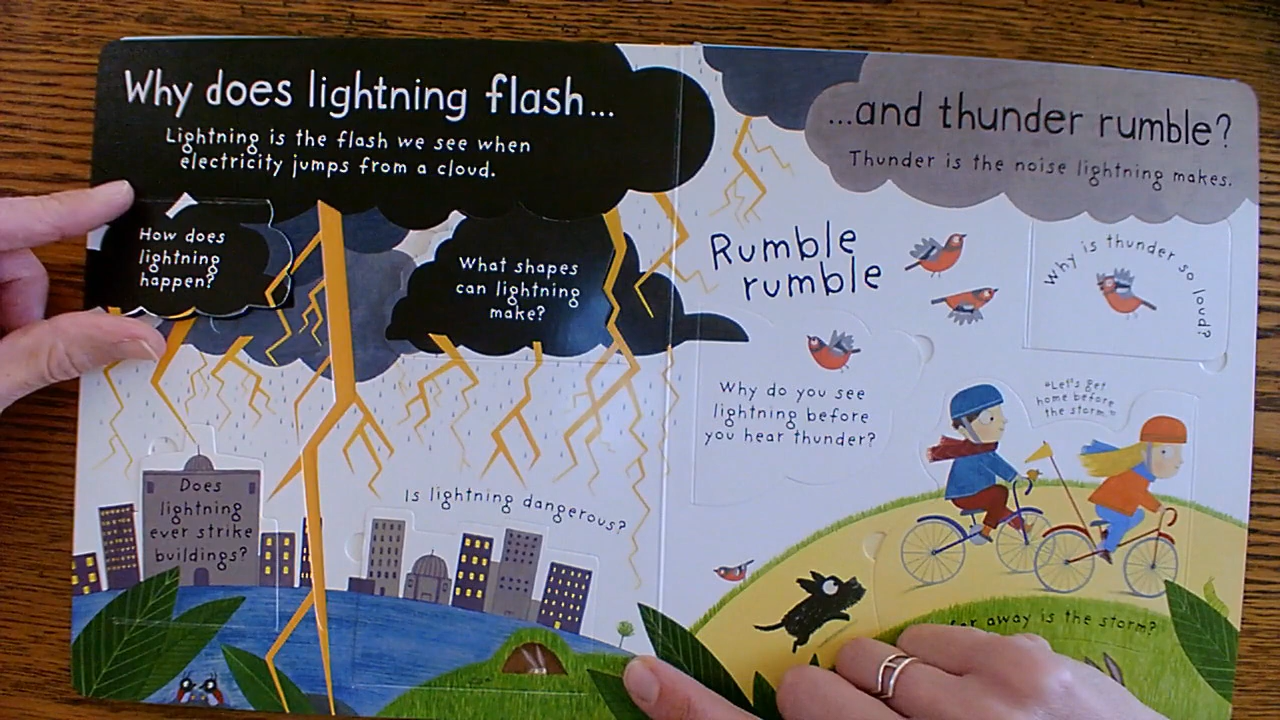 Why does lightning flash...
Lightning is the flash we see when
electricity jumps from a cloud.
How does
lightning
happen?
What shapes
can lightning
make?
Does
lightning
ever strike
buildings?
Is lightning dangerous?
...and thunder rumble?
Thunder is the noise lightning makes.
Rumble
rumble
Why is thunder so loud?
Why do you see
lightning before
you hear thunder?
"Let's get
home before
the storm."
away is the storm?